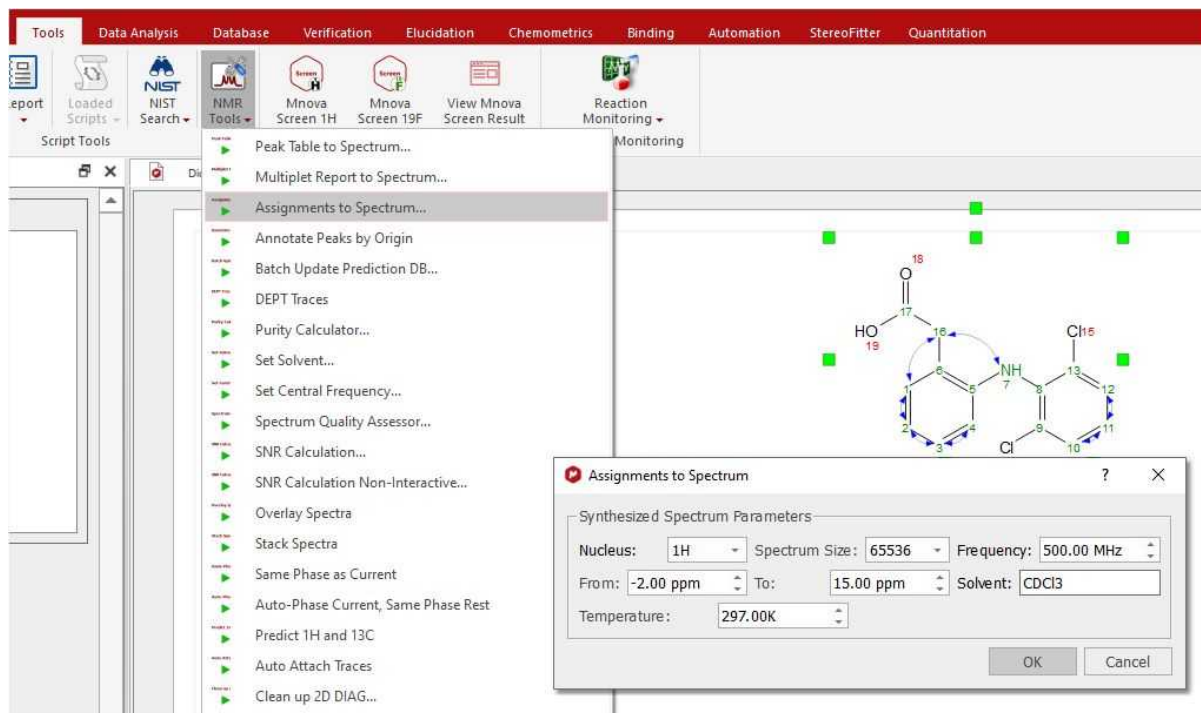 Tools Data Analysis Database Verification Elucidation Chemometrics Binding Automation StereoFitter Quantitation
eport Loaded Scripts NIST Search NMR Tools Mnova Screen 1H Mnova Screen 19F View Mnova Screen Result Reaction Monitoring
Script Tools Monitoring
Peak Table to Spectrum...
Multiplet Report to Spectrum...
Assignments to Spectrum...
Annotate Peaks by Origin
Batch Update Prediction DB...
DEPT Traces
Purity Calculator...
Set Solvent...
Set Central Frequency...
Spectrum Quality Assessor...
SNR Calculation...
SNR Calculation Non-Interactive...
Overlay Spectra
Stack Spectra
Same Phase as Current
Auto-Phase Current, Same Phase Rest
Predict 1H and 13C
Auto Attach Traces
Clean up 2D DIAG...
18
O
17
HO 16 Cl15
19
6 NH 13
1 5 7 8 12
2 4 9 11
3 Cl 10
Assignments to Spectrum ?
Synthesized Spectrum Parameters
Nucleus: 1H Spectrum Size: 65536 Frequency: 500.00 MHz
From: -2.00 ppm To: 15.00 ppm Solvent: CDCl3
Temperature: 297.00K
OK Cancel